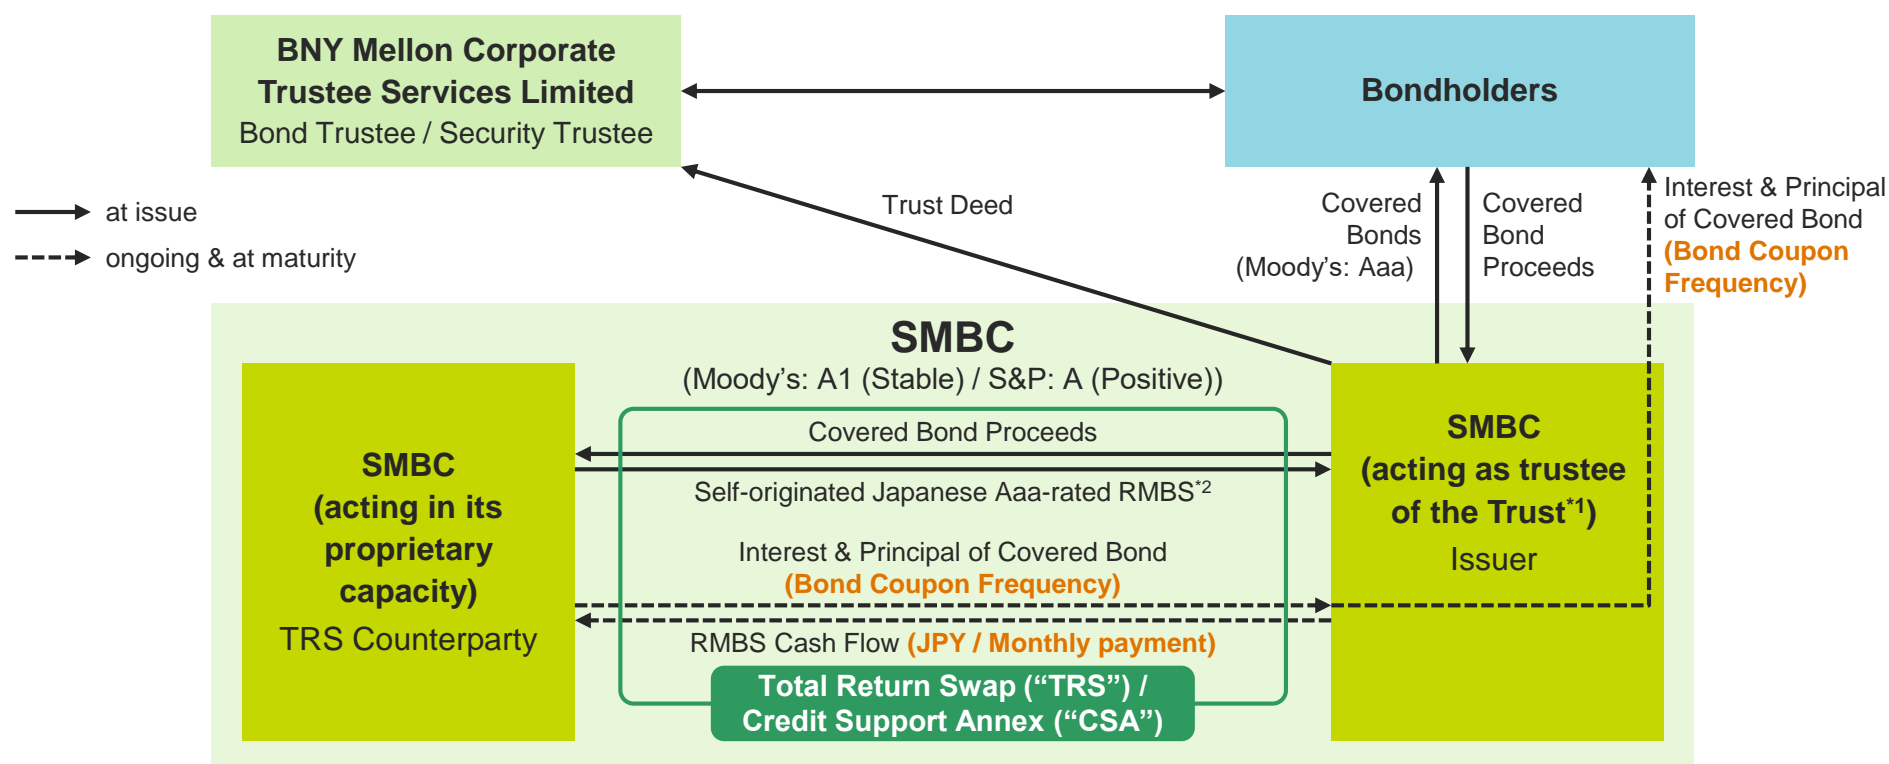 BNY Mellon Corporate
Trustee Services Limited
Bond Trustee / Security Trustee
Bondholders
at issue
ongoing & at maturity
Trust Deed
Covered
Bonds
(Moody’s: Aaa)
Covered
Bond
Proceeds
Interest & Principal
of Covered Bond
(Bond Coupon
Frequency)
SMBC
(Moody’s: A1 (Stable) / S&P: A (Positive))
SMBC
(acting in its
proprietary
capacity)
TRS Counterparty
Covered Bond Proceeds
Self-originated Japanese Aaa-rated RMBS*2
Interest & Principal of Covered Bond
(Bond Coupon Frequency)
RMBS Cash Flow (JPY / Monthly payment)
Total Return Swap (“TRS”) /
Credit Support Annex (“CSA”)
SMBC
(acting as trustee
of the Trust*1)
Issuer